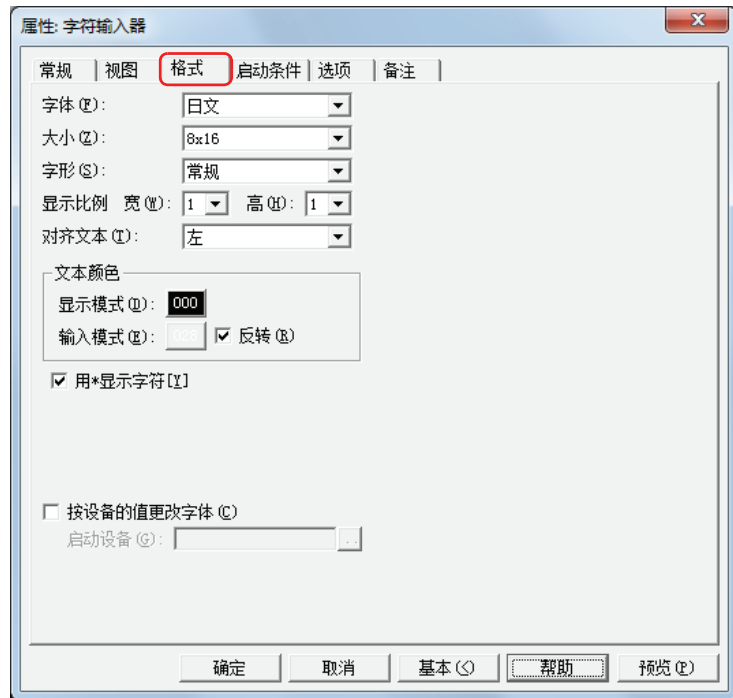 属性: 字符输入器
常规 视图 格式 启动条件 选项 备注
字体(F): 日文
大小(Z): 8x16
字形(S): 常规
显示比例 宽(W): 1 高(H): 1
对齐文本(T): 左
文本颜色
显示模式(D): 000
输入模式(E): 028 反转(R)
用*显示字符[Y]
按设备的值更改字体(C)
启动设备(G): ..
确定 取消 基本(<) 帮助 预览(P)